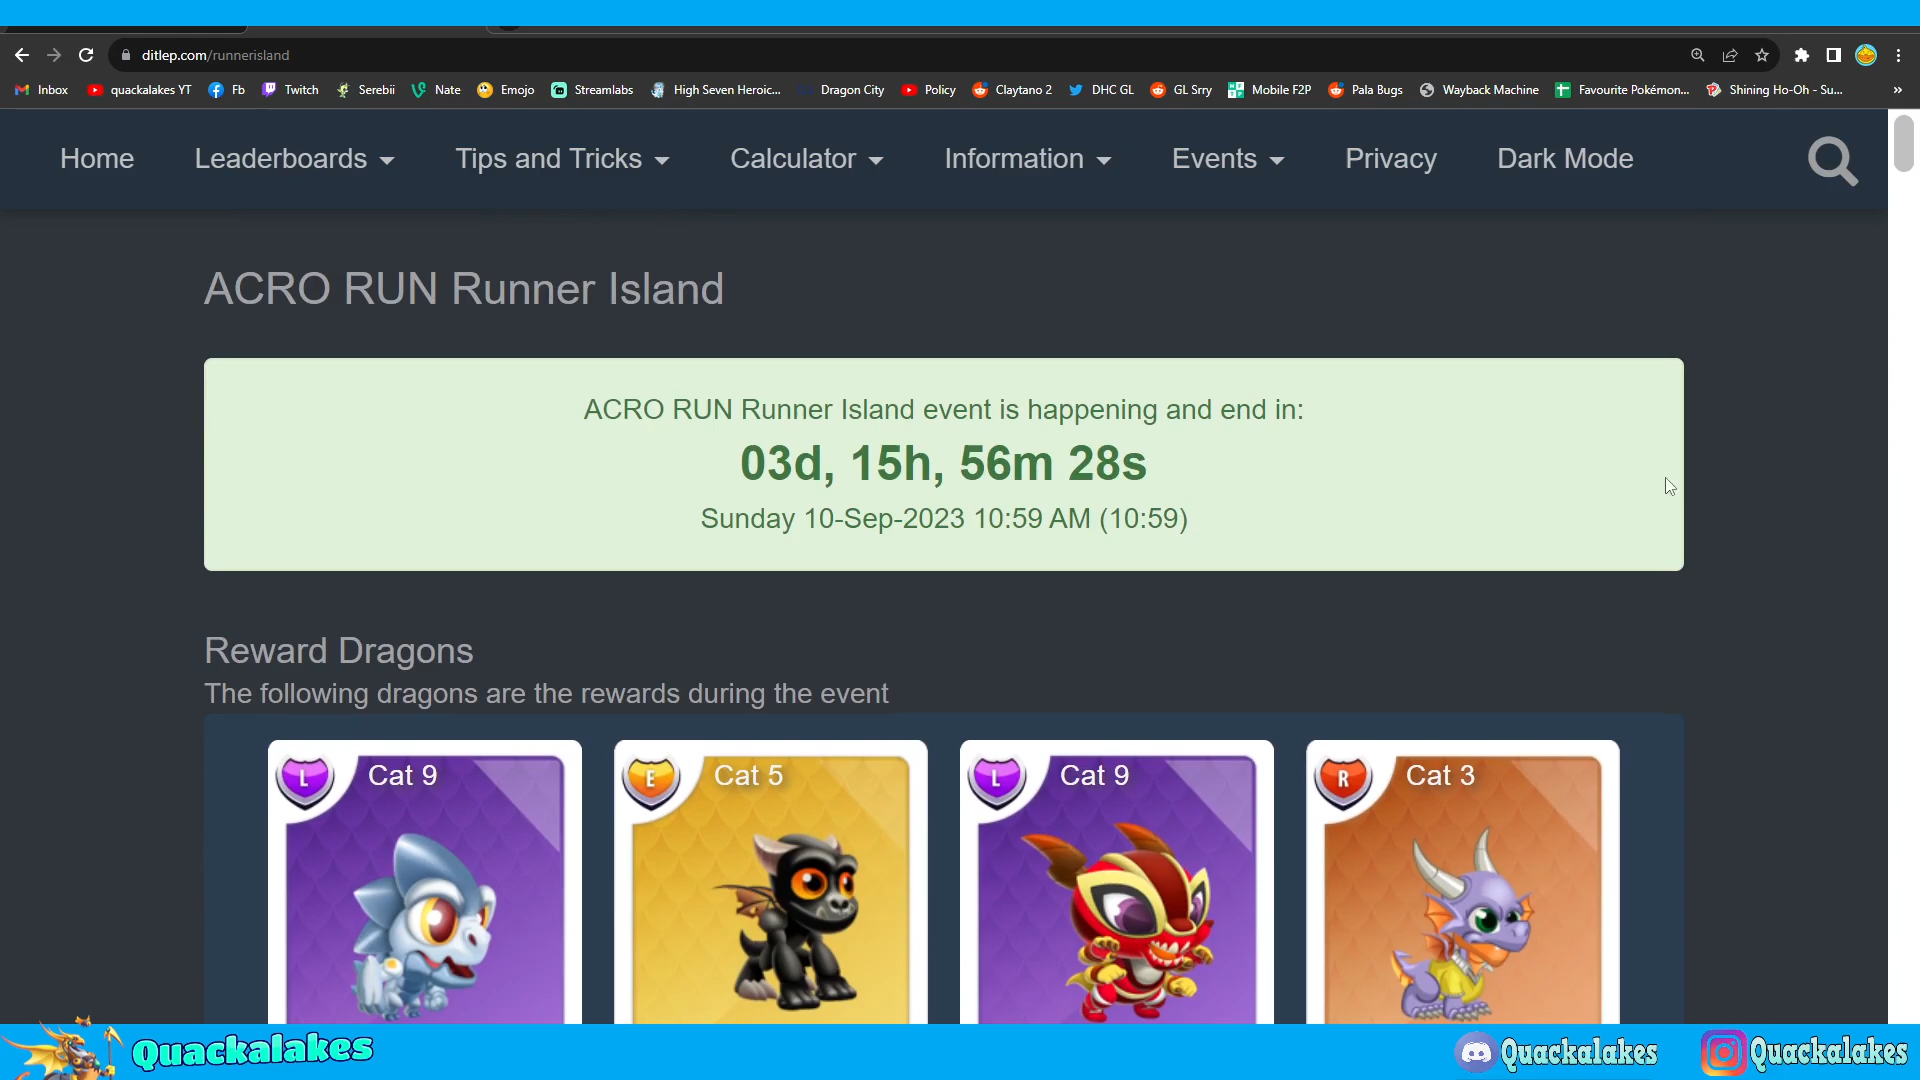 ditlep.com/runnerisland
Inbox quackalakes YT Fb Twitch Serebii Nate Emojo Streamlabs High Seven Heroic... Dragon City Policy Claytano 2 DHC GL GL Srry Mobile F2P Pala Bugs Wayback Machine Favourite Pokémon... Shining Ho-Oh - Su... »
Home Leaderboards Tips and Tricks Calculator Information Events Privacy Dark Mode
ACRO RUN Runner Island
ACRO RUN Runner Island event is happening and end in:
03d, 15h, 56m 28s
Sunday 10-Sep-2023 10:59 AM (10:59)
Reward Dragons
The following dragons are the rewards during the event
L Cat 9 E Cat 5 L Cat 9 R Cat 3
Quackalakes Quackalakes Quackalakes